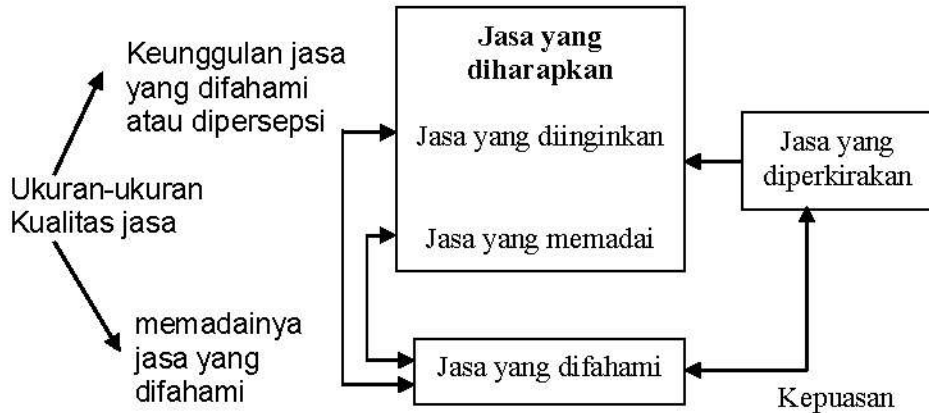 Keunggulan jasa
yang difahami
atau dipersepsi
Ukuran-ukuran
Kualitas jasa
memadainya
jasa yang
difahami
Jasa yang
diharapkan
Jasa yang diinginkan
Jasa yang memadai
Jasa yang difahami
Jasa yang
diperkirakan
Kepuasan